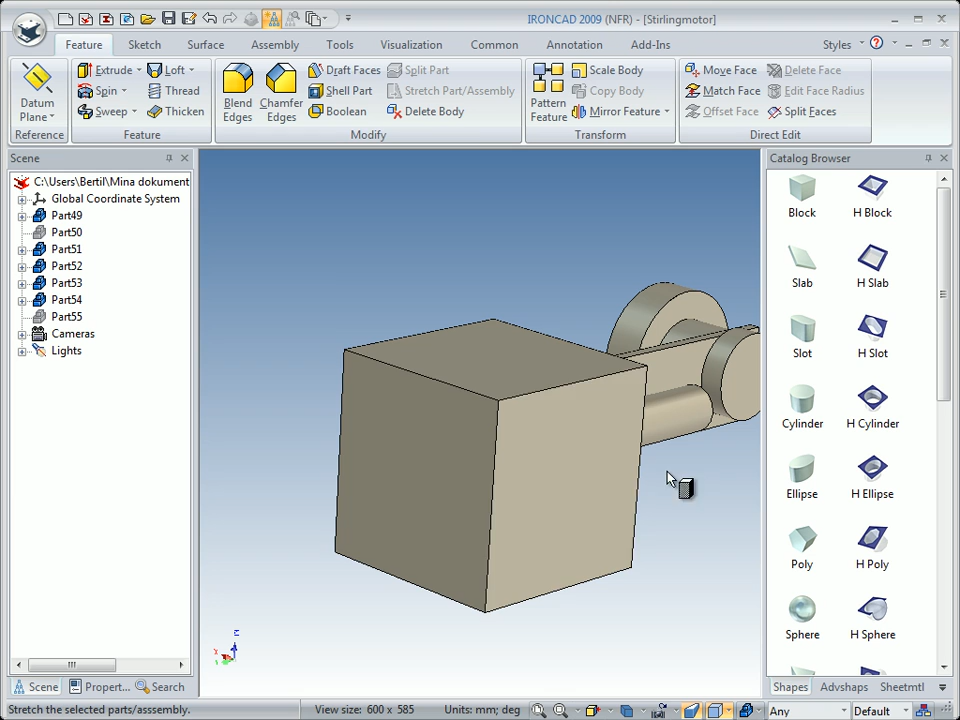 IRONCAD 2009 (NFR) - [Stirlingmotor]
Feature Sketch Surface Assembly Tools Visualization Common Annotation Add-Ins Styles
Datum Plane
Reference
Extrude
Spin
Sweep
Loft
Thread
Thicken
Feature
Blend Edges
Chamfer Edges
Draft Faces
Shell Part
Boolean
Split Part
Stretch Part/Assembly
Delete Body
Modify
Pattern Feature
Scale Body
Copy Body
Mirror Feature
Transform
Move Face
Match Face
Offset Face
Delete Face
Edit Face Radius
Split Faces
Direct Edit
Scene
C:\Users\Bertil\Mina dokument
Global Coordinate System
Part49
Part50
Part51
Part52
Part53
Part54
Part55
Cameras
Lights
Z
X
Y
Catalog Browser
Block H Block
Slab H Slab
Slot H Slot
Cylinder H Cylinder
Ellipse H Ellipse
Poly H Poly
Sphere H Sphere
Scene Propert... Search
Shapes Advshaps Sheetmtl
Stretch the selected parts/asssembly. View size: 600 x 585 Units: mm; deg Any Default